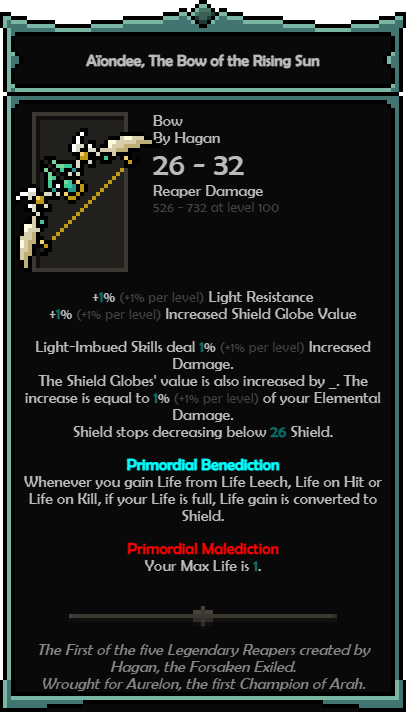 Aïondee, The Bow of the Rising Sun
Bow
By Hagan
26 - 32
Reaper Damage
526 - 732 at level 100
+1% (+1% per level) Light Resistance
+1% (+1% per level) Increased Shield Globe Value
Light-Imbued Skills deal 1% (+1% per level) Increased
Damage.
The Shield Globes' value is also increased by _. The
increase is equal to 1% (+1% per level) of your Elemental
Damage.
Shield stops decreasing below 26 Shield.
Primordial Benediction
Whenever you gain Life from Life Leech, Life on Hit or
Life on Kill, if your Life is full, Life gain is converted to
Shield.
Primordial Malediction
Your Max Life is 1.
The First of the five Legendary Reapers created by
Hagan, the Forsaken Exiled.
Wrought for Aurelon, the first Champion of Arah.